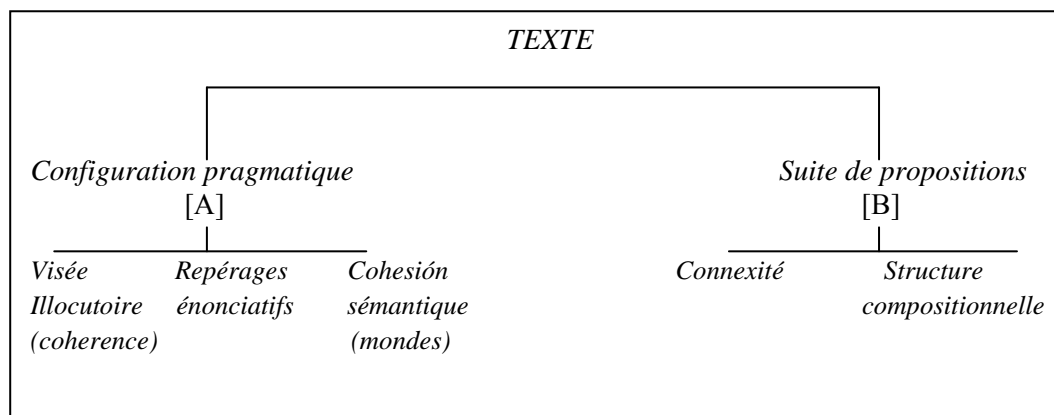 TEXTE
Configuration pragmatique
[A]
Suite de propositions
[B]
Visée
Illocutoire
(coherence)
Repérages
énonciatifs
Cohesión
sémantique
(mondes)
Connexité
Structure
compositionnelle